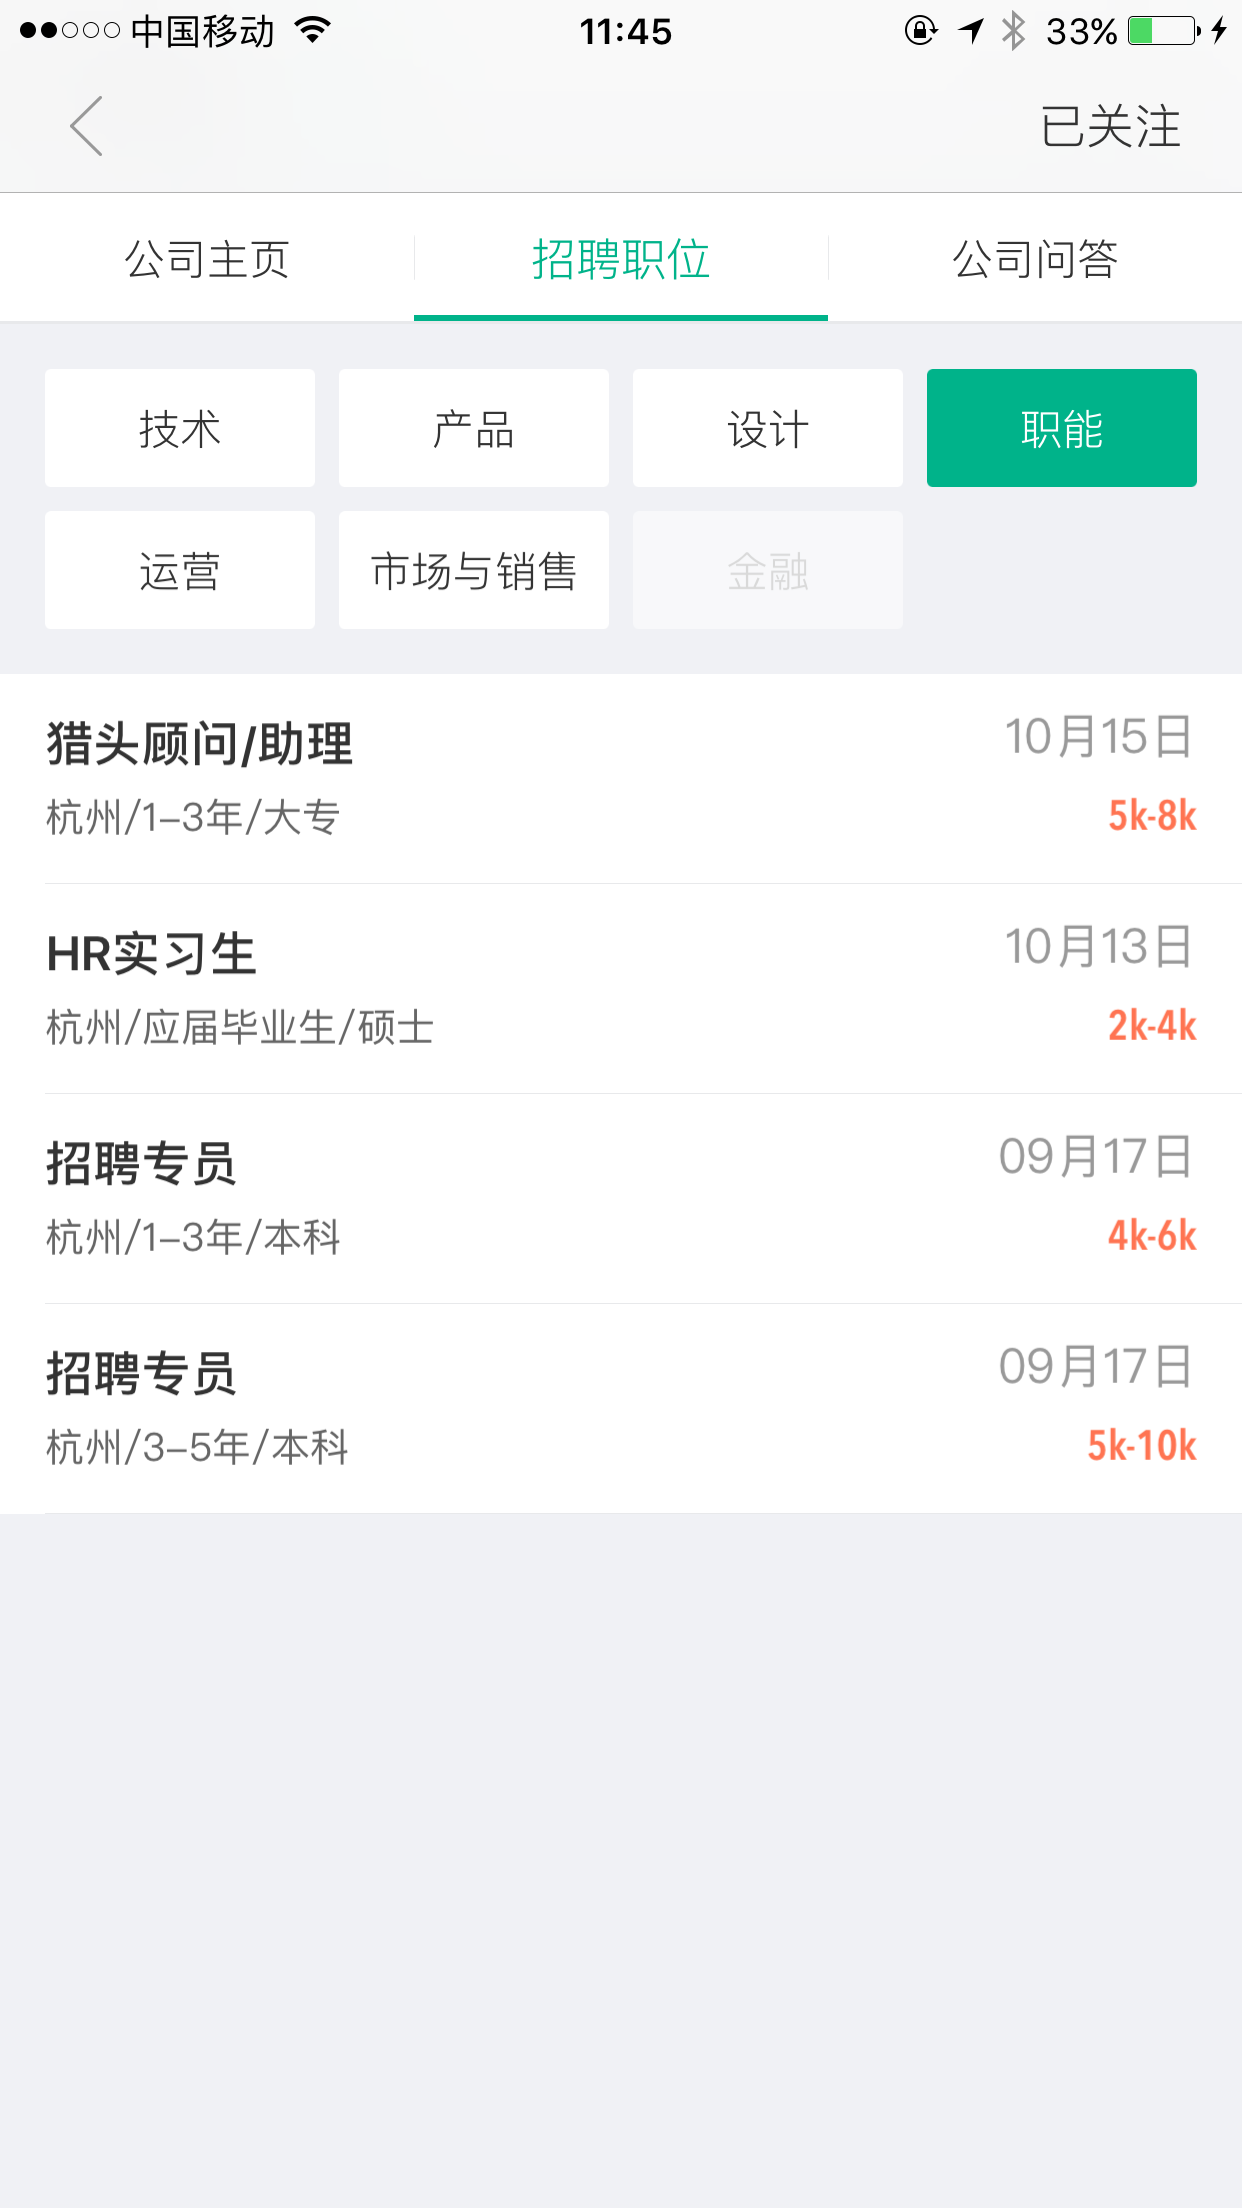 中国移动 11:45 33%
已关注
公司主页 招聘职位 公司问答
技术 产品 设计 职能
运营 市场与销售 金融
猎头顾问/助理 10月15日
杭州/1-3年/大专 5k-8k
HR实习生 10月13日
杭州/应届毕业生/硕士 2k-4k
招聘专员 09月17日
杭州/1-3年/本科 4k-6k
招聘专员 09月17日
杭州/3-5年/本科 5k-10k